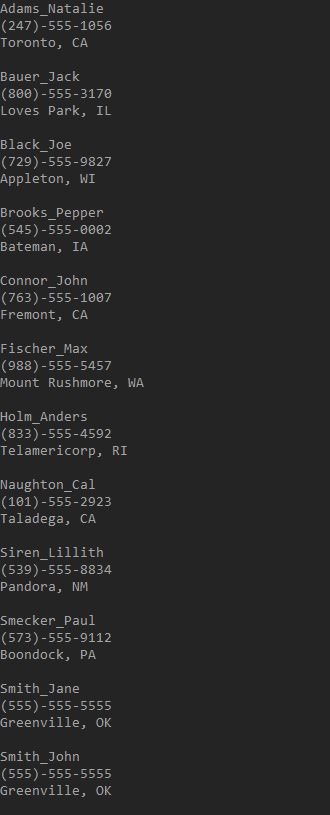 Adams_Natalie
(247)-555-1056
Toronto, CA
Bauer_Jack
(800)-555-3170
Loves Park, IL
Black_Joe
(729)-555-9827
Appleton, WI
Brooks_Pepper
(545)-555-0002
Bateman, IA
Connor_John
(763)-555-1007
Fremont, CA
Fischer_Max
(988)-555-5457
Mount Rushmore, WA
Holm_Anders
(833)-555-4592
Telamericorp, RI
Naughton_Cal
(101)-555-2923
Taladega, CA
Siren_Lillith
(539)-555-8834
Pandora, NM
Smecker_Paul
(573)-555-9112
Boondock, PA
Smith_Jane
(555)-555-5555
Greenville, OK
Smith_John
(555)-555-5555
Greenville, OK